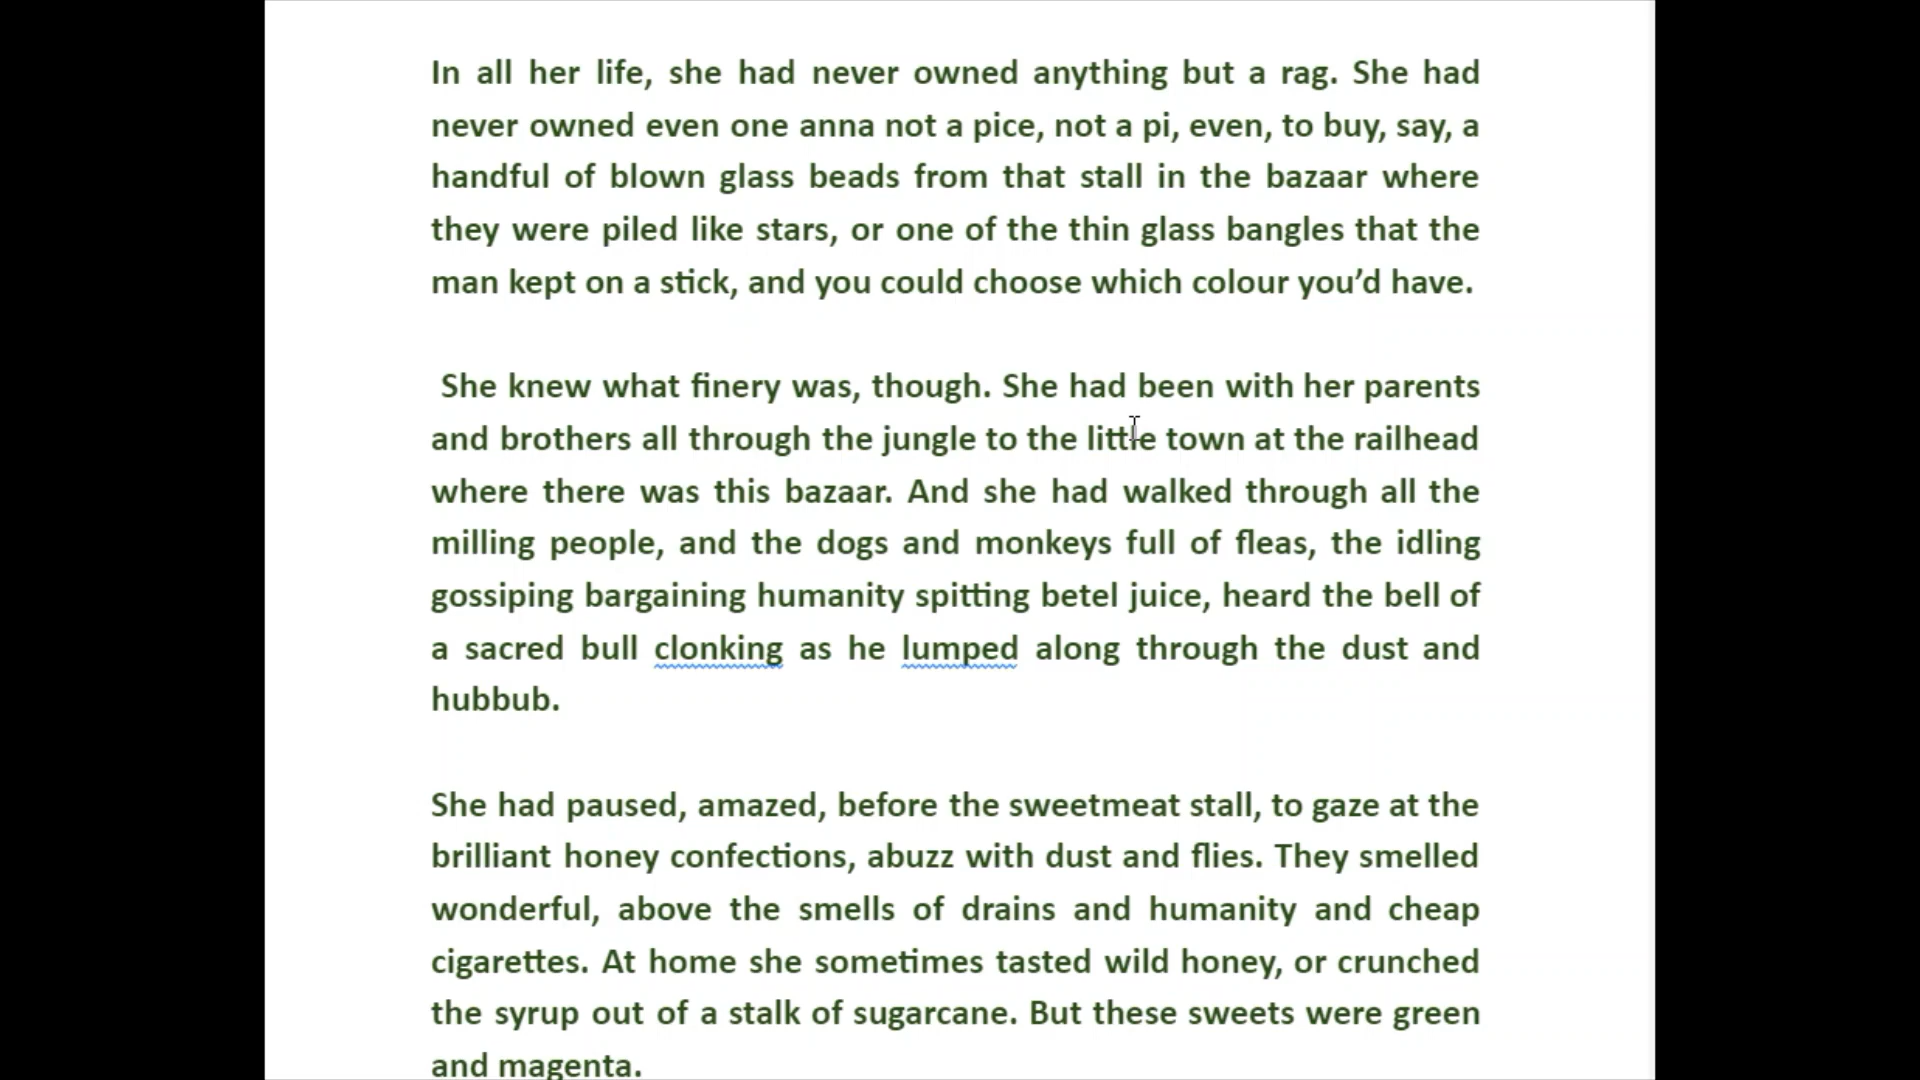 In all her life, she had never owned anything but a rag. She had
never owned even one anna not a pice, not a pi, even, to buy, say, a
handful of blown glass beads from that stall in the bazaar where
they were piled like stars, or one of the thin glass bangles that the
man kept on a stick, and you could choose which colour you’d have.
She knew what finery was, though. She had been with her parents
and brothers all through the jungle to the little town at the railhead
where there was this bazaar. And she had walked through all the
milling people, and the dogs and monkeys full of fleas, the idling
gossiping bargaining humanity spitting betel juice, heard the bell of
a sacred bull clonking as he lumped along through the dust and
hubbub.
She had paused, amazed, before the sweetmeat stall, to gaze at the
brilliant honey confections, abuzz with dust and flies. They smelled
wonderful, above the smells of drains and humanity and cheap
cigarettes. At home she sometimes tasted wild honey, or crunched
the syrup out of a stalk of sugarcane. But these sweets were green
and magenta.